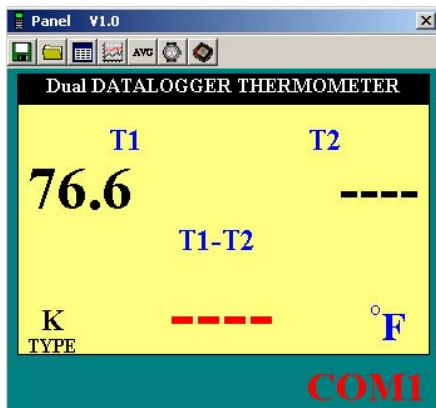 Panel V1.0
AVG
Dual DATALOGGER THERMOMETER
T1 T2
76.6 ----
T1-T2
K ---- °F
TYPE
COM1